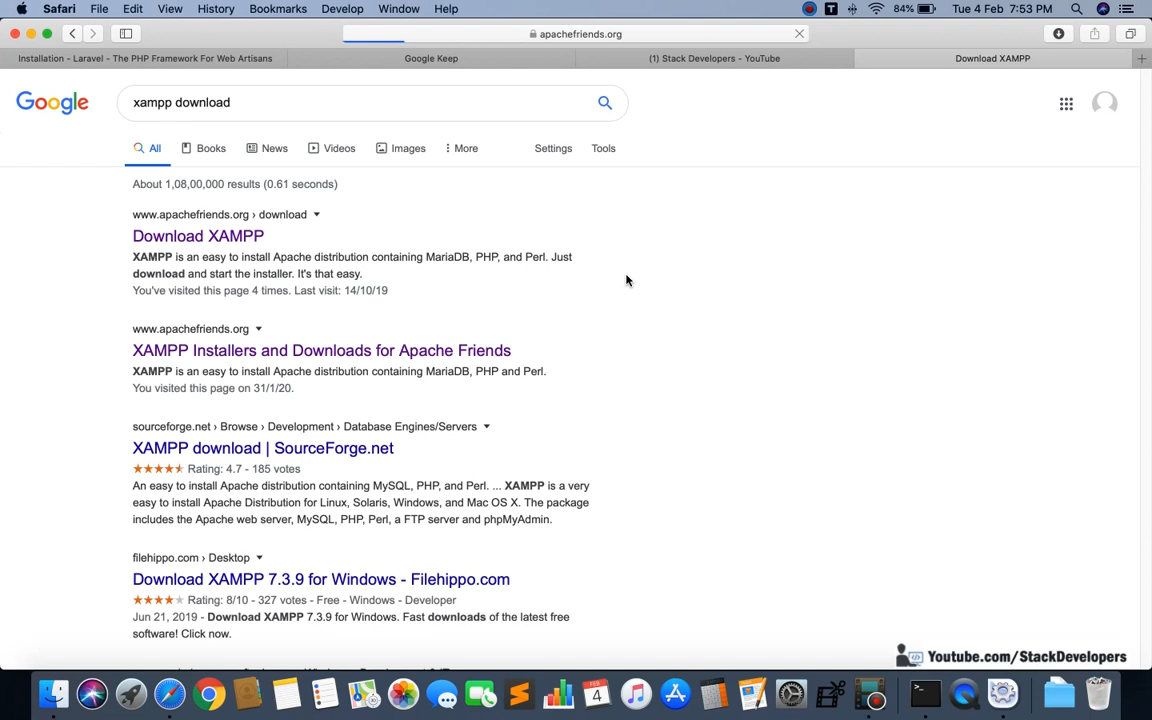 Safari File Edit View History Bookmarks Develop Window Help 84% Tue 4 Feb 7:53 PM
apachefriends.org
Installation - Laravel - The PHP Framework For Web Artisans Google Keep (1) Stack Developers - YouTube Download XAMPP
Google xampp download
All Books News Videos Images More Settings Tools
About 1,08,00,000 results (0.61 seconds)
www.apachefriends.org › download
Download XAMPP
XAMPP is an easy to install Apache distribution containing MariaDB, PHP, and Perl. Just
download and start the installer. It's that easy.
You've visited this page 4 times. Last visit: 14/10/19
www.apachefriends.org
XAMPP Installers and Downloads for Apache Friends
XAMPP is an easy to install Apache distribution containing MariaDB, PHP and Perl.
You visited this page on 31/1/20.
sourceforge.net › Browse › Development › Database Engines/Servers
XAMPP download | SourceForge.net
Rating: 4.7 - 185 votes
An easy to install Apache distribution containing MySQL, PHP, and Perl. ... XAMPP is a very
easy to install Apache Distribution for Linux, Solaris, Windows, and Mac OS X. The package
includes the Apache web server, MySQL, PHP, Perl, a FTP server and phpMyAdmin.
filehippo.com › Desktop
Download XAMPP 7.3.9 for Windows - Filehippo.com
Rating: 8/10 - 327 votes - Free - Windows - Developer
Jun 21, 2019 - Download XAMPP 7.3.9 for Windows. Fast downloads of the latest free
software! Click now.
Youtube.com/StackDevelopers
FEB
4